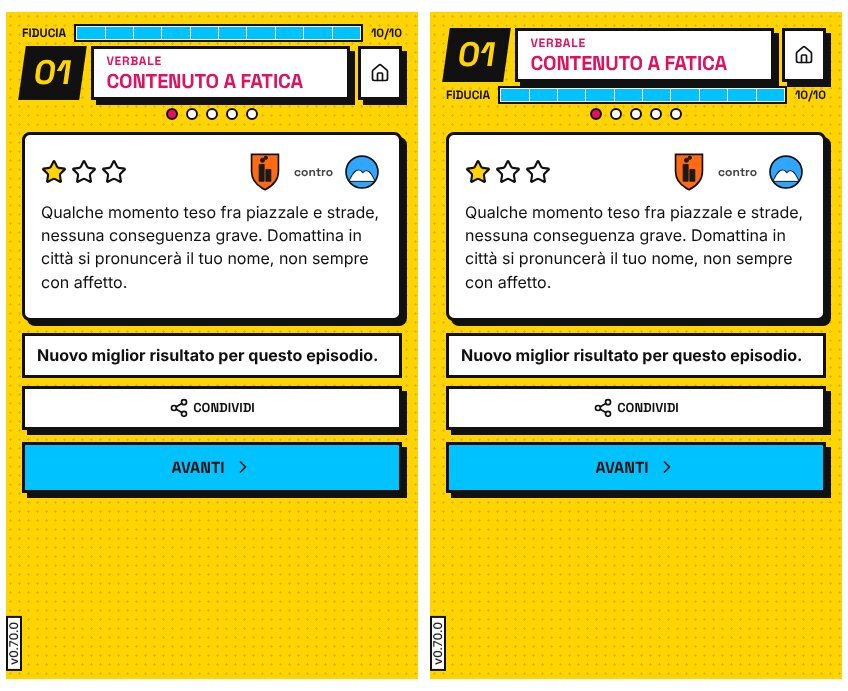 FIDUCIA 10/10
01
VERBALE
CONTENUTO A FATICA
contro
Qualche momento teso fra piazzale e strade,
nessuna conseguenza grave. Domattina in
città si pronuncerà il tuo nome, non sempre
con affetto.
Nuovo miglior risultato per questo episodio.
CONDIVIDI
AVANTI
v0.70.0
01
VERBALE
CONTENUTO A FATICA
FIDUCIA 10/10
contro
Qualche momento teso fra piazzale e strade,
nessuna conseguenza grave. Domattina in
città si pronuncerà il tuo nome, non sempre
con affetto.
Nuovo miglior risultato per questo episodio.
CONDIVIDI
AVANTI
v0.70.0